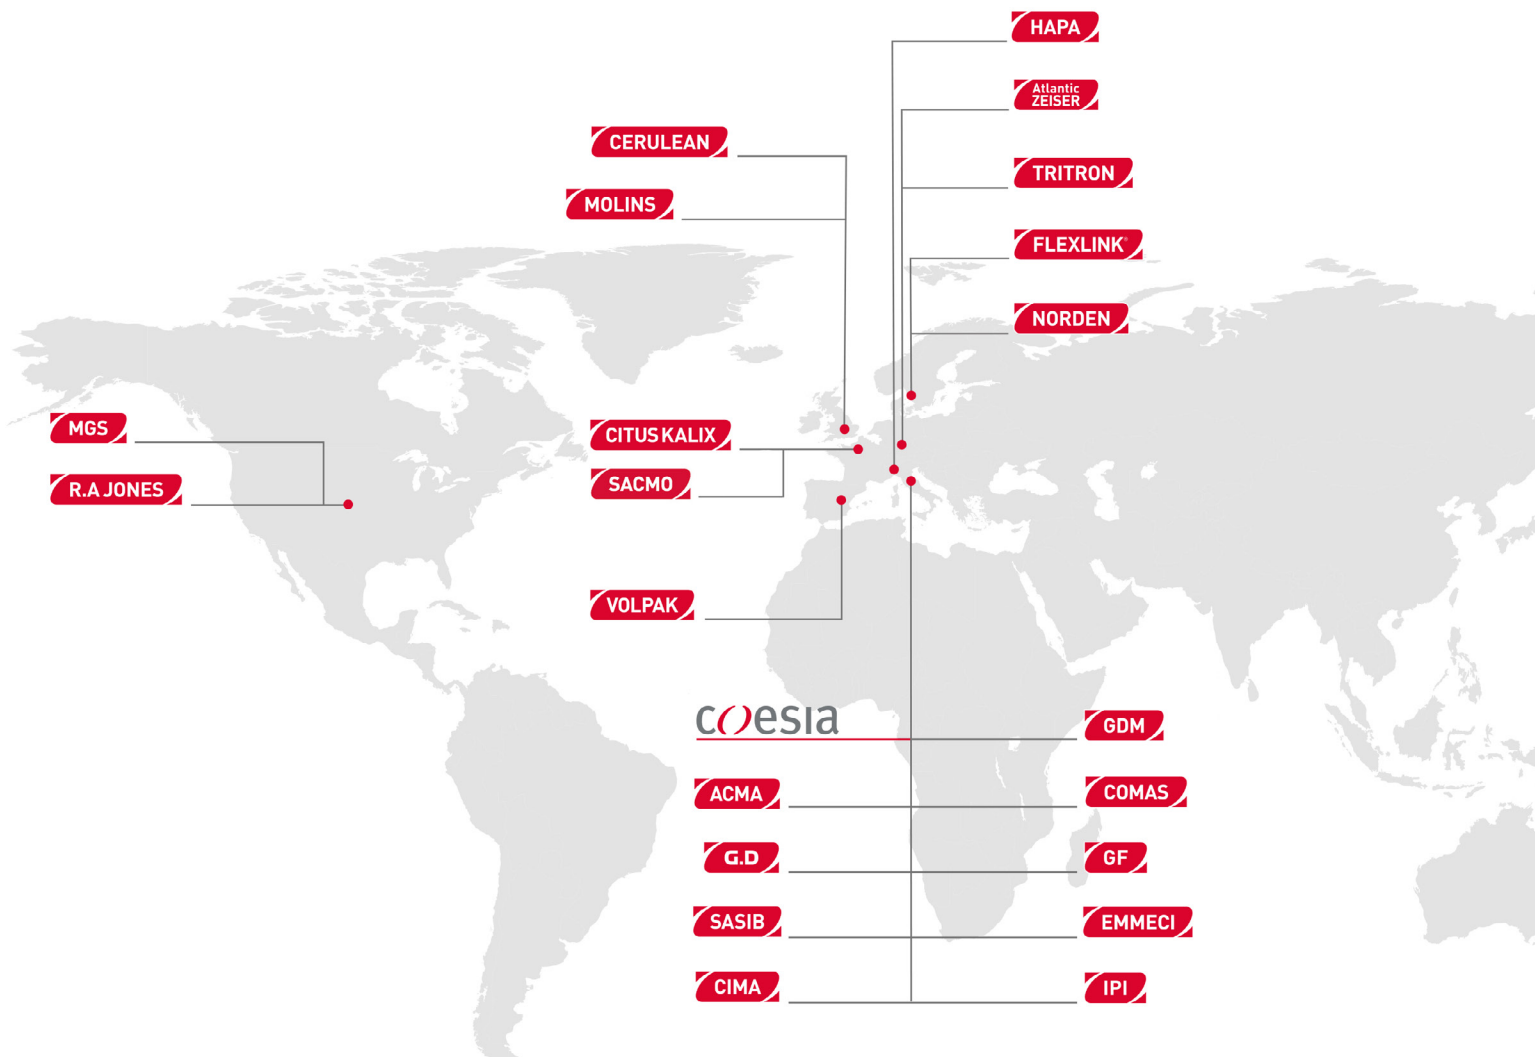 HAPA
Atlantic
ZEISER
CERULEAN
TRITRON
MOLINS
FLEXLINK®
NORDEN
MGS
CITUS KALIX
R.A JONES
SACMO
VOLPAK
coesia
GDM
ACMA
COMAS
G.D
GF
SASIB
EMMECI
CIMA
IPI